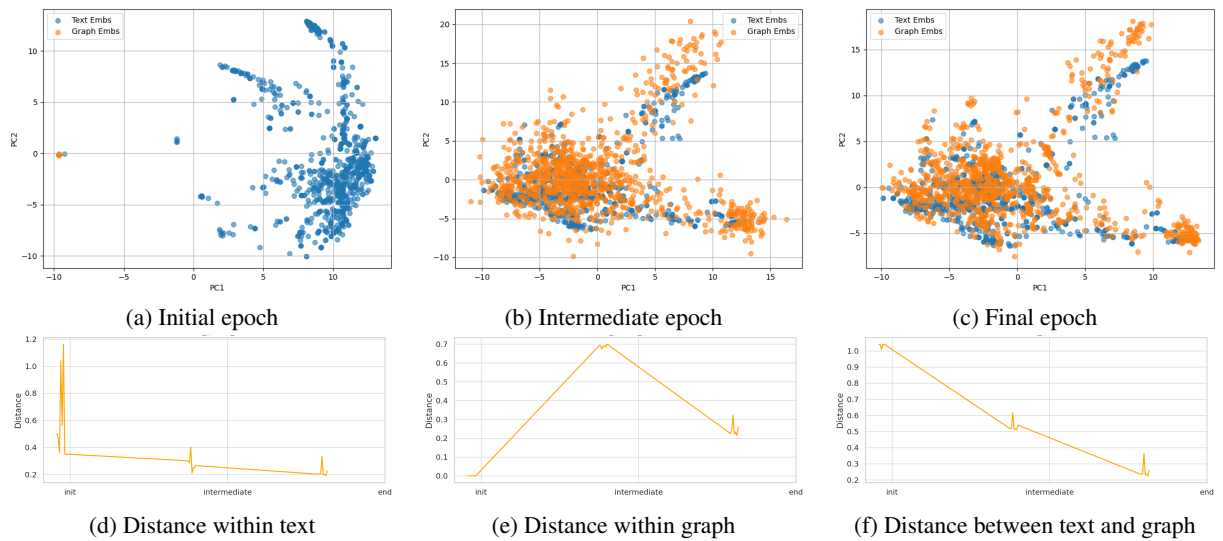 Text Embs
Graph Embs
10
5
0
−5
−10
PC2
−10
−5
0
5
10
PC1
(a) Initial epoch
Text Embs
Graph Embs
20
15
10
5
0
−5
−10
PC2
−10
−5
0
5
10
15
PC1
(b) Intermediate epoch
Text Embs
Graph Embs
15
10
5
0
−5
PC2
−10
−5
0
5
10
PC1
(c) Final epoch
1.2
1.0
0.8
0.6
0.4
0.2
Distance
init
intermediate
end
(d) Distance within text
0.7
0.6
0.5
0.4
0.3
0.2
0.1
0.0
Distance
init
intermediate
end
(e) Distance within graph
1.0
0.9
0.8
0.7
0.6
0.5
0.4
0.3
0.2
Distance
init
intermediate
end
(f) Distance between text and graph